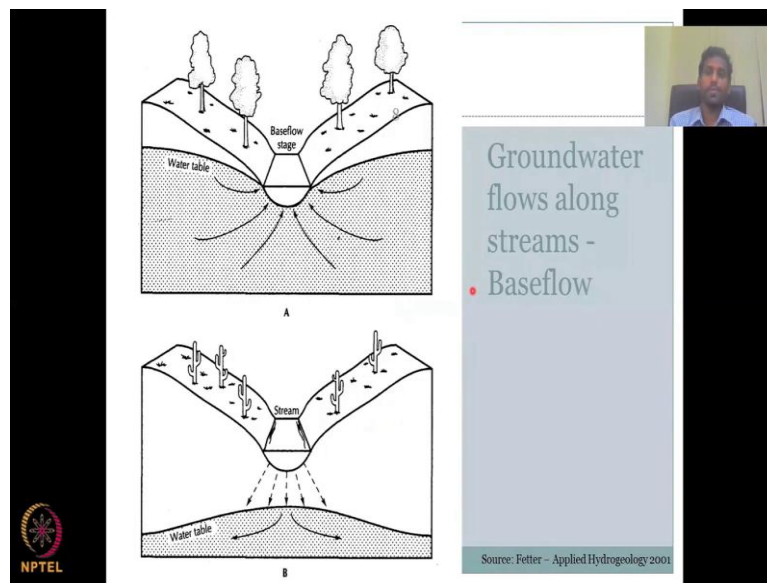 Baseflow
stage
Water table
A
Stream
Water table
B
Groundwater
flows along
streams -
Baseflow
Source: Fetter – Applied Hydrogeology 2001
NPTEL